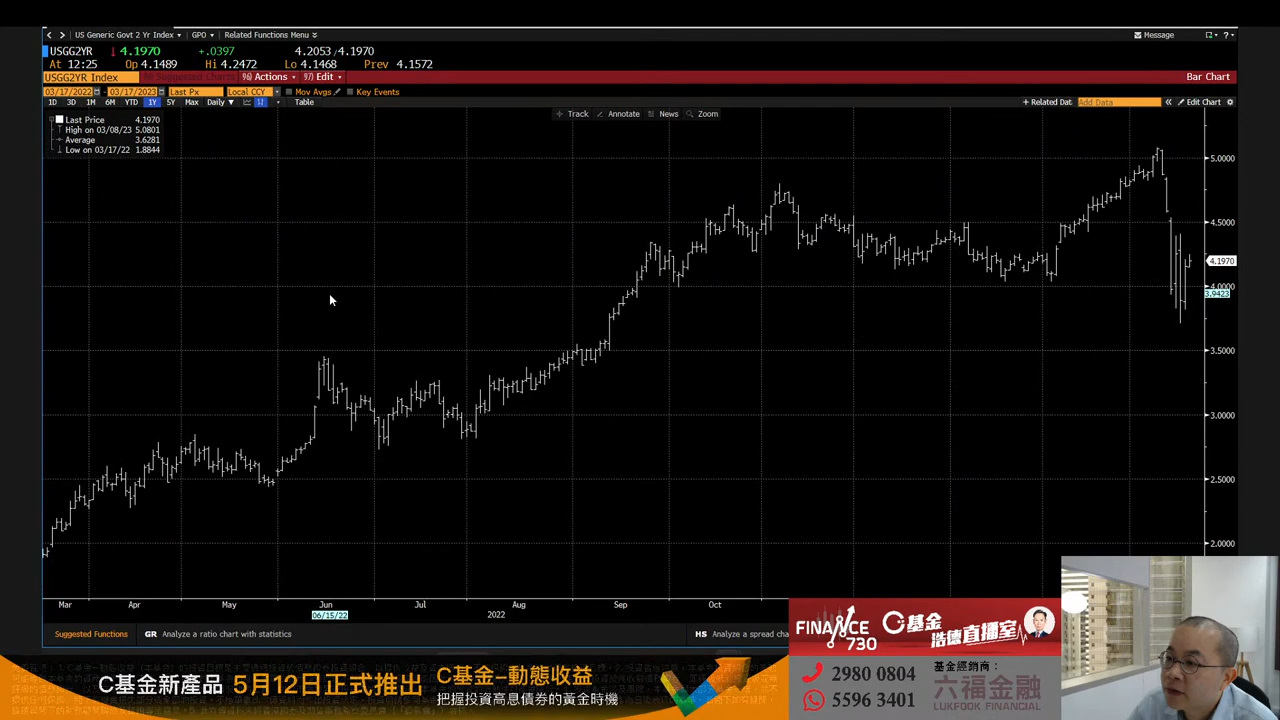 US Generic Govt 2 Yr Index GPO Related Functions Menu Message
USGG2YR 4.1970 +.0397 4.2053/4.1970
At 12:25 Op 4.1489 Hi 4.2472 Lo 4.1468 Prev 4.1572
USGG2YR Index Suggested Charts Actions 97) Edit Bar Chart
03/17/2022 - 03/17/2023 Last Px Local CCY Mov Avgs Key Events
1D 3D 1M 6M YTD 1Y 5Y Max Daily Table + Related Data Add Data Edit Chart
Track Annotate News Zoom
Last Price 4.1970
High on 03/08/23 5.0801
Average 3.6281
Low on 03/17/22 1.8844
5.0000
4.5000
4.1970
4.0000
3.9423
3.5000
3.0000
2.5000
2.0000
Mar Apr May Jun Jul Aug Sep Oct
06/15/22
2022
Suggested Functions GR Analyze a ratio chart with statistics HS Analyze a spread cha
FINANCE 730
C基金
浩德直播室
2980 0804
5596 3401
基金經銷商：
六福金融
LUKFOOK FINANCIAL
C基金新產品 5月12日正式推出
C基金-動態收益
把握投資高息債券的黃金時機